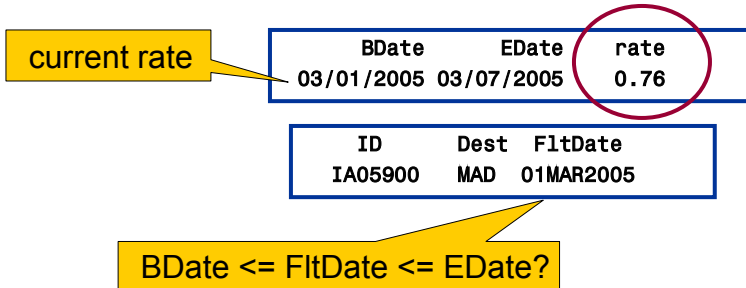 current rate
BDate EDate rate
03/01/2005 03/07/2005 0.76
ID Dest FltDate
IA05900 MAD 01MAR2005
BDate <= FltDate <= EDate?